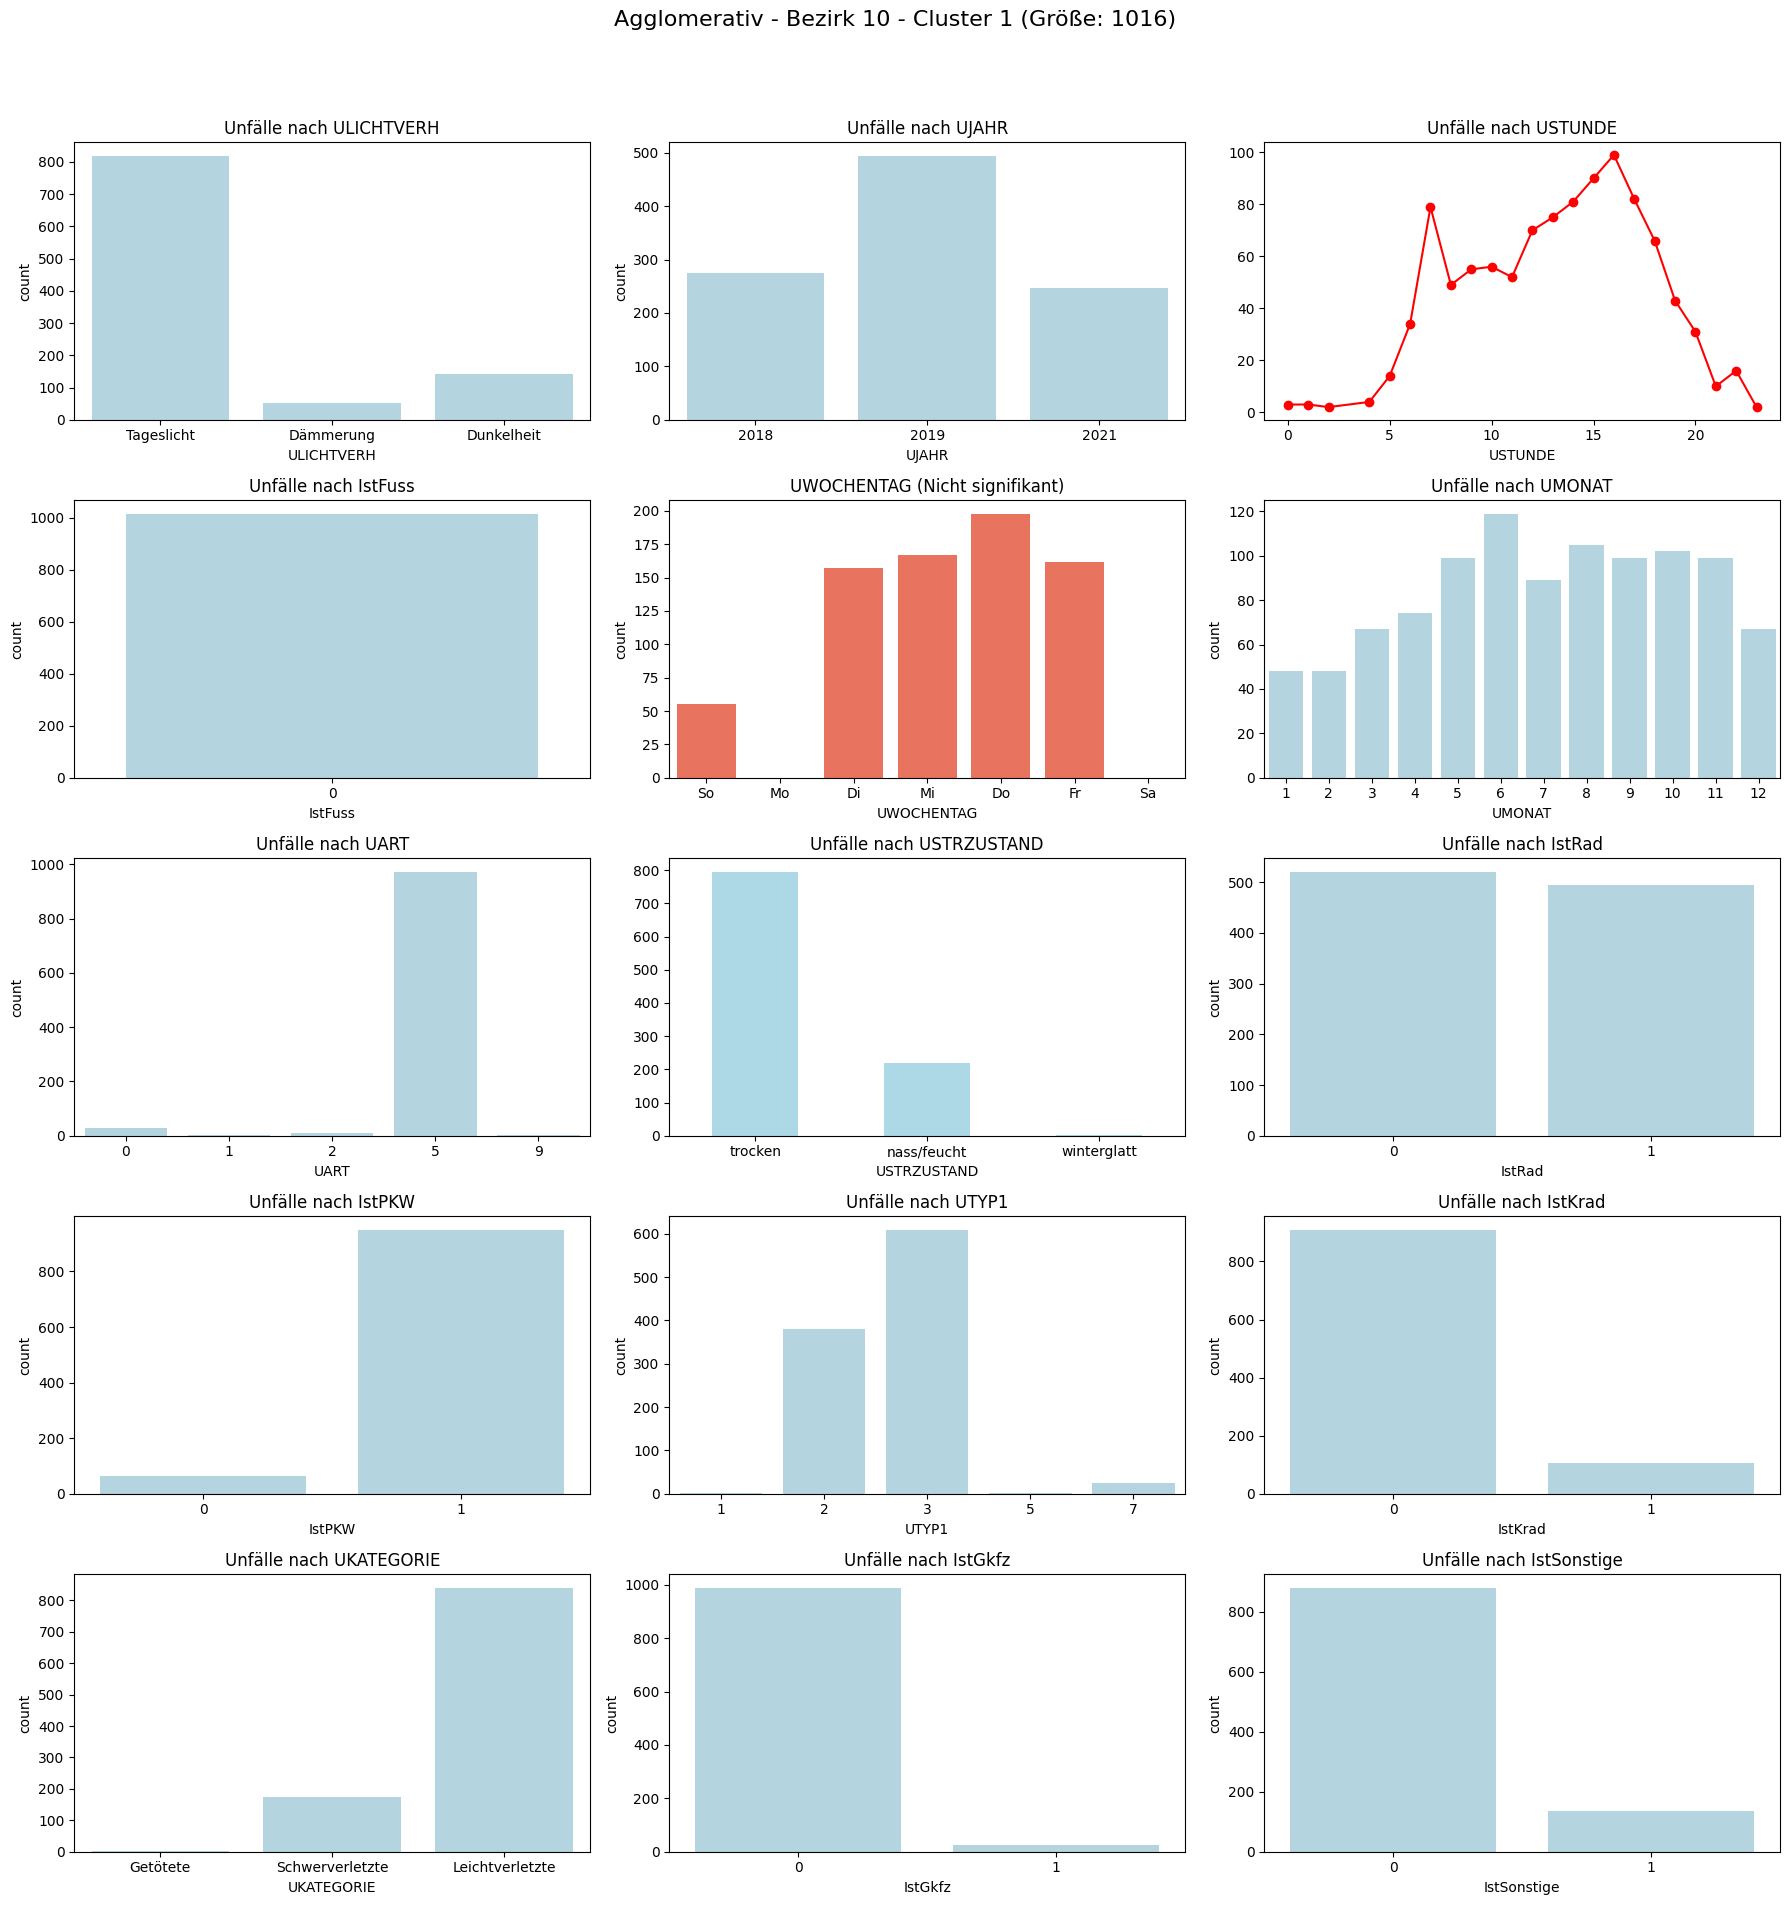 Agglomerativ - Bezirk 10 - Cluster 1 (Größe: 1016)
Unfälle nach ULICHTVERH
800
700
600
500
400
300
200
100
0
count
Tageslicht Dämmerung Dunkelheit
ULICHTVERH
Unfälle nach UJAHR
500
400
300
200
100
0
count
2018 2019 2021
UJAHR
Unfälle nach USTUNDE
100
80
60
40
20
0
0 5 10 15 20
USTUNDE
Unfälle nach IstFuss
1000
800
600
400
200
0
count
0
IstFuss
UWOCHENTAG (Nicht signifikant)
200
175
150
125
100
75
50
25
0
count
So Mo Di Mi Do Fr Sa
UWOCHENTAG
Unfälle nach UMONAT
120
100
80
60
40
20
0
count
1 2 3 4 5 6 7 8 9 10 11 12
UMONAT
Unfälle nach UART
1000
800
600
400
200
0
count
0 1 2 5 9
UART
Unfälle nach USTRZUSTAND
800
700
600
500
400
300
200
100
0
trocken nass/feucht winterglatt
USTRZUSTAND
Unfälle nach IstRad
500
400
300
200
100
0
count
0 1
IstRad
Unfälle nach IstPKW
800
600
400
200
0
count
0 1
IstPKW
Unfälle nach UTYP1
600
500
400
300
200
100
0
count
1 2 3 5 7
UTYP1
Unfälle nach IstKrad
800
600
400
200
0
count
0 1
IstKrad
Unfälle nach UKATEGORIE
800
700
600
500
400
300
200
100
0
count
Getötete Schwerverletzte Leichtverletzte
UKATEGORIE
Unfälle nach IstGkfz
1000
800
600
400
200
0
count
0 1
IstGkfz
Unfälle nach IstSonstige
800
600
400
200
0
count
0 1
IstSonstige